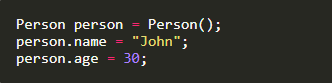 Person person = Person();
person.name = "John";
person.age = 30;